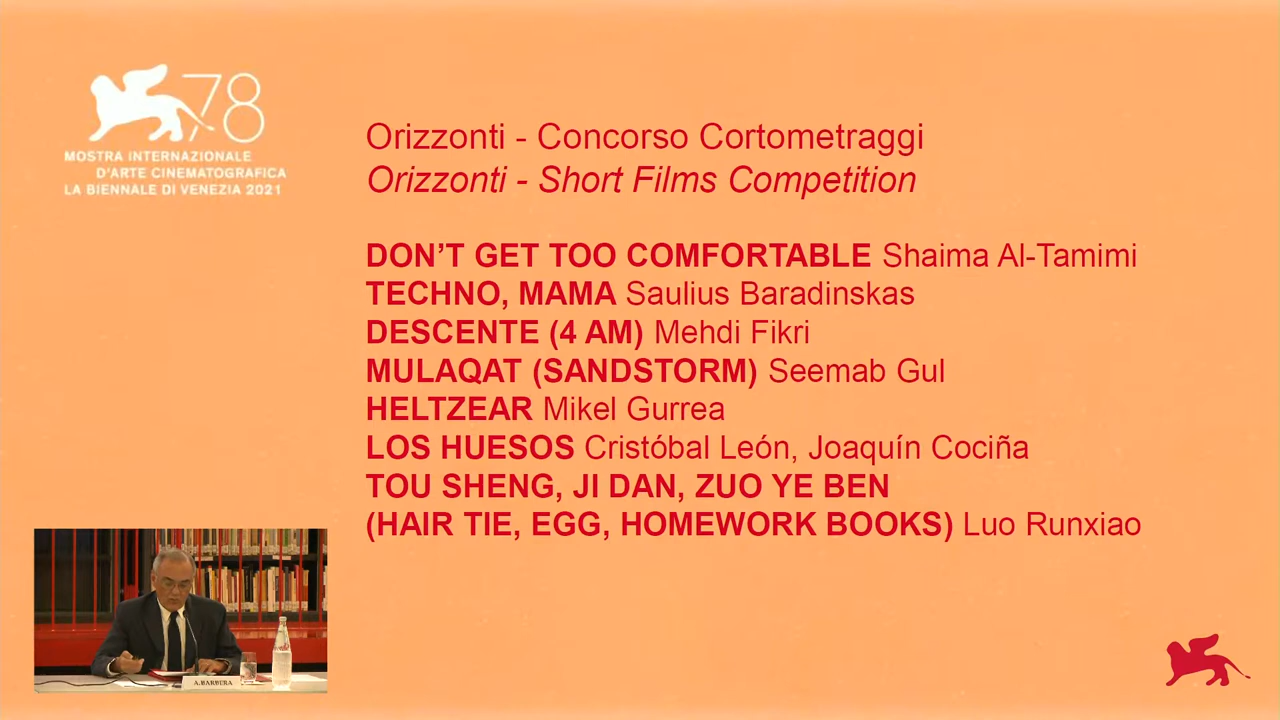 78
MOSTRA INTERNAZIONALE
D'ARTE CINEMATOGRAFICA
LA BIENNALE DI VENEZIA 2021
Orizzonti - Concorso Cortometraggi
Orizzonti - Short Films Competition
DON'T GET TOO COMFORTABLE Shaima Al-Tamimi
TECHNO, MAMA Saulius Baradinskas
DESCENTE (4 AM) Mehdi Fikri
MULAQAT (SANDSTORM) Seemab Gul
HELTZEAR Mikel Gurrea
LOS HUESOS Cristóbal León, Joaquín Cociña
TOU SHENG, JI DAN, ZUO YE BEN
(HAIR TIE, EGG, HOMEWORK BOOKS) Luo Runxiao
A.BARBERA